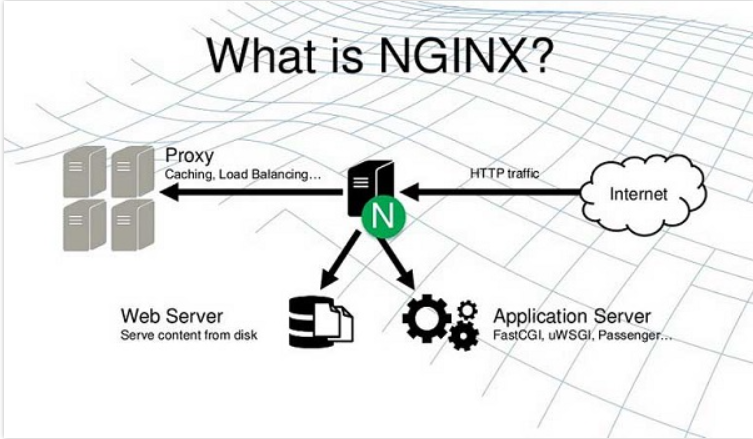 What is NGINX?
Proxy
Caching, Load Balancing...
HTTP traffic
Internet
N
Web Server
Serve content from disk
Application Server
FastCGI, uWSGI, Passenger...